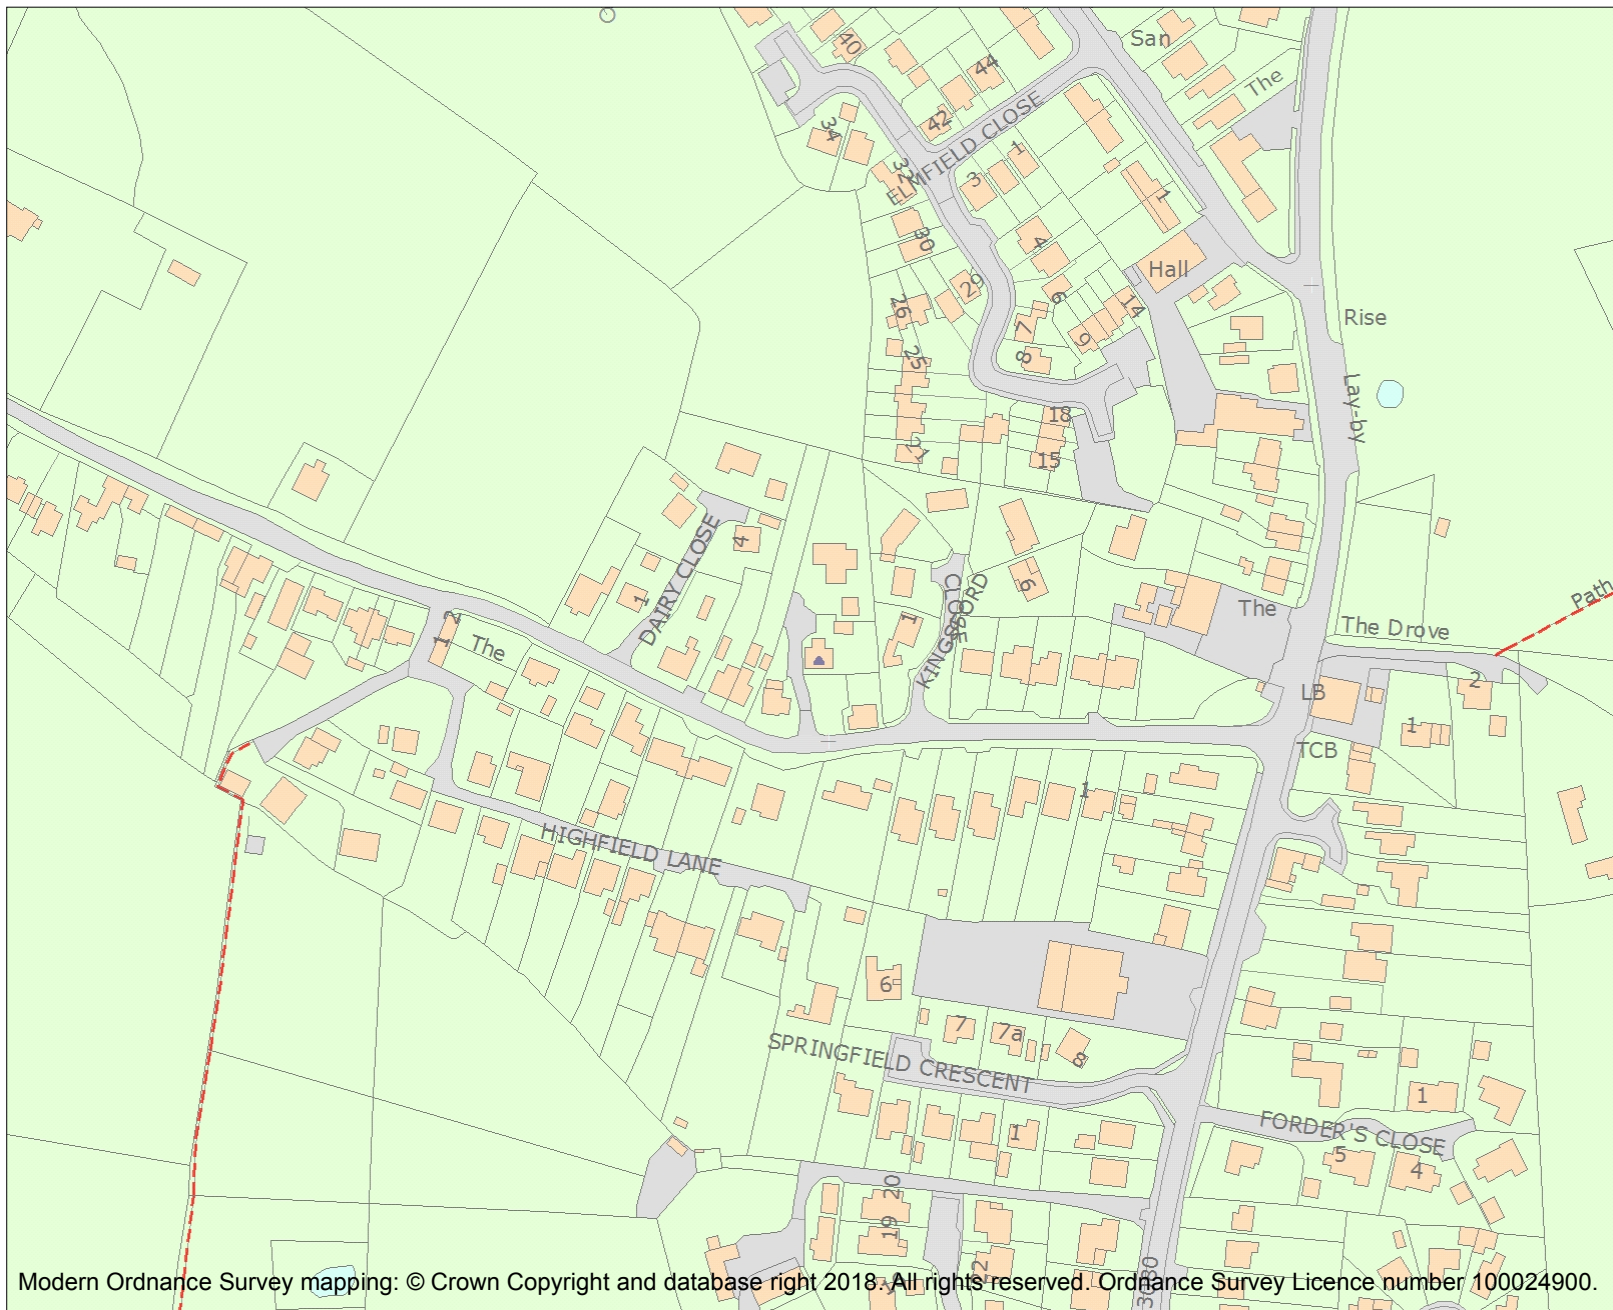 San
40
44
The
42
34
ELMFIELD CLOSE
1
32
3
1
30
4
Hall
29
6
14
26
7
9
Rise
25
8
Lay-by
18
21
15
DAIRY CLOSE
4
1
KINGSFORD
CLOSE
6
1
Path
The
The Drove
1 2
The
LB
2
1
TCB
1
HIGHFIELD LANE
6
7
7a
8
SPRINGFIELD CRESCENT
1
1
FORDER'S CLOSE
5
4
20
19
22
3080
Modern Ordnance Survey mapping: © Crown Copyright and database right 2018. All rights reserved. Ordnance Survey Licence number 100024900.